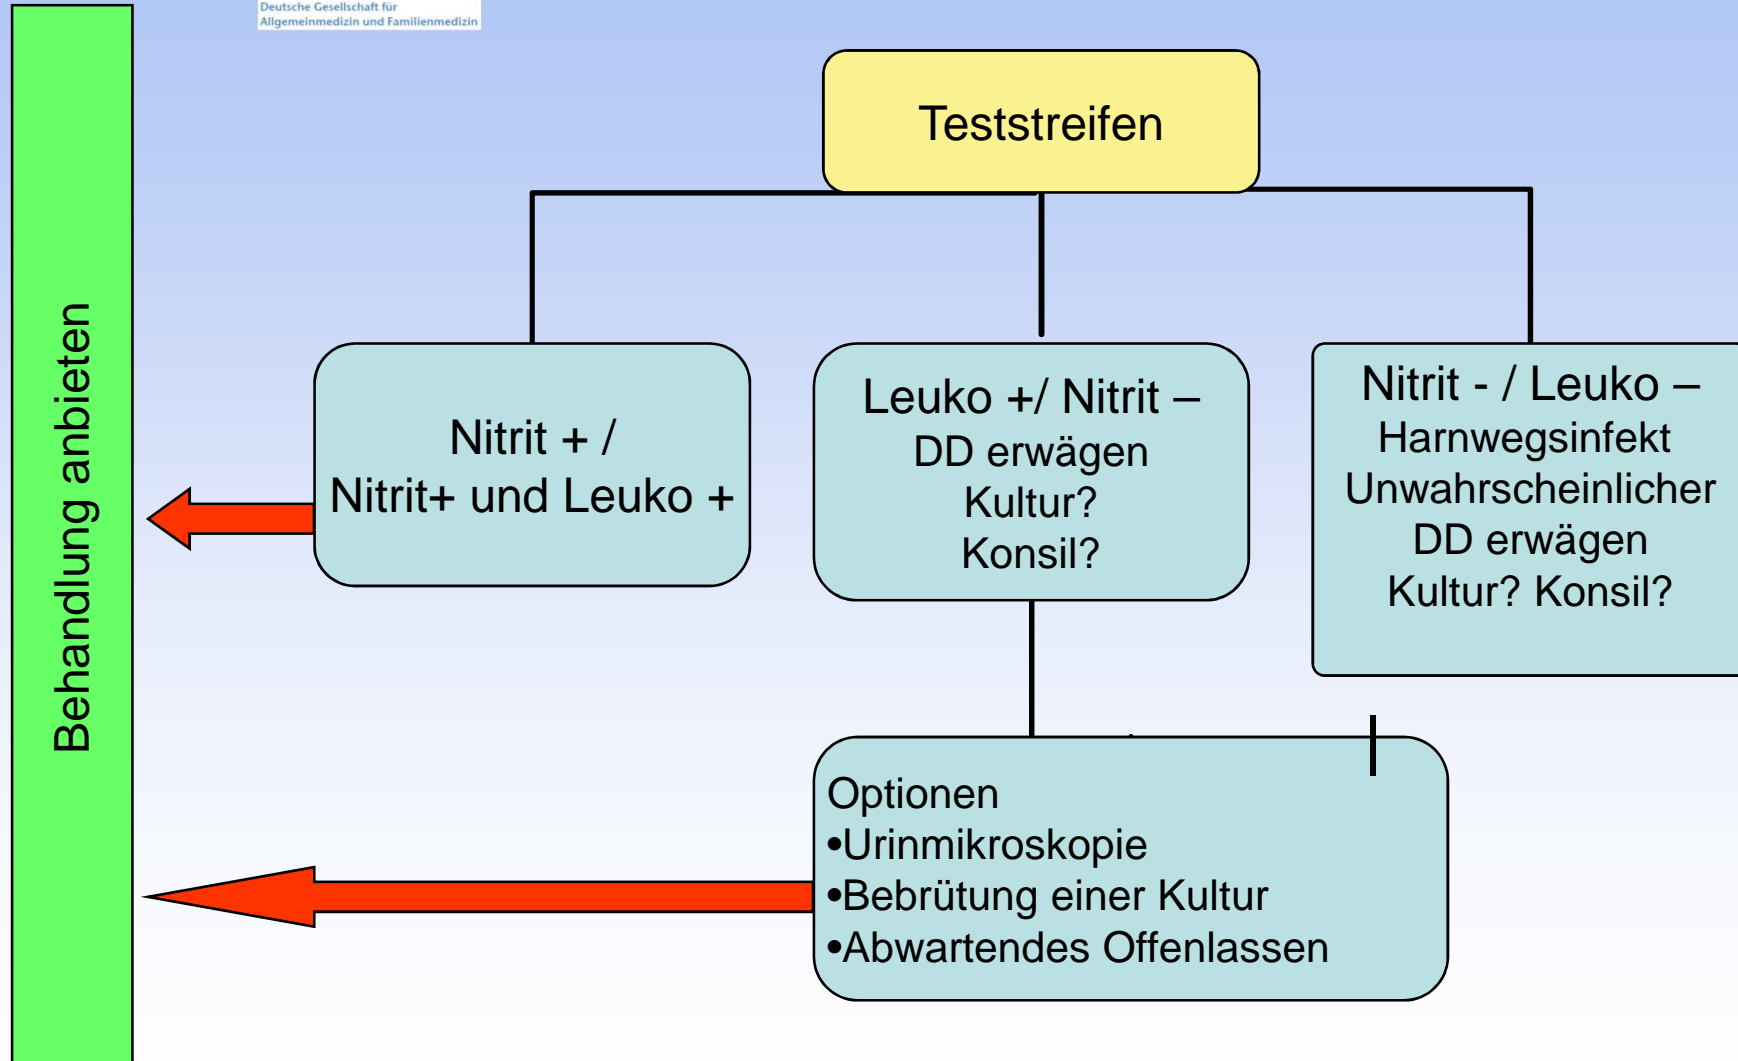 Deutsche Gesellschaft für
Allgemeinmedizin und Familienmedizin
Teststreifen
Behandlung anbieten
Nitrit + /
Nitrit+ und Leuko +
Leuko +/ Nitrit –
DD erwägen
Kultur?
Konsil?
Nitrit - / Leuko –
Harnwegsinfekt
Unwahrscheinlicher
DD erwägen
Kultur? Konsil?
Optionen
•Urinmikroskopie
•Bebrütung einer Kultur
•Abwartendes Offenlassen